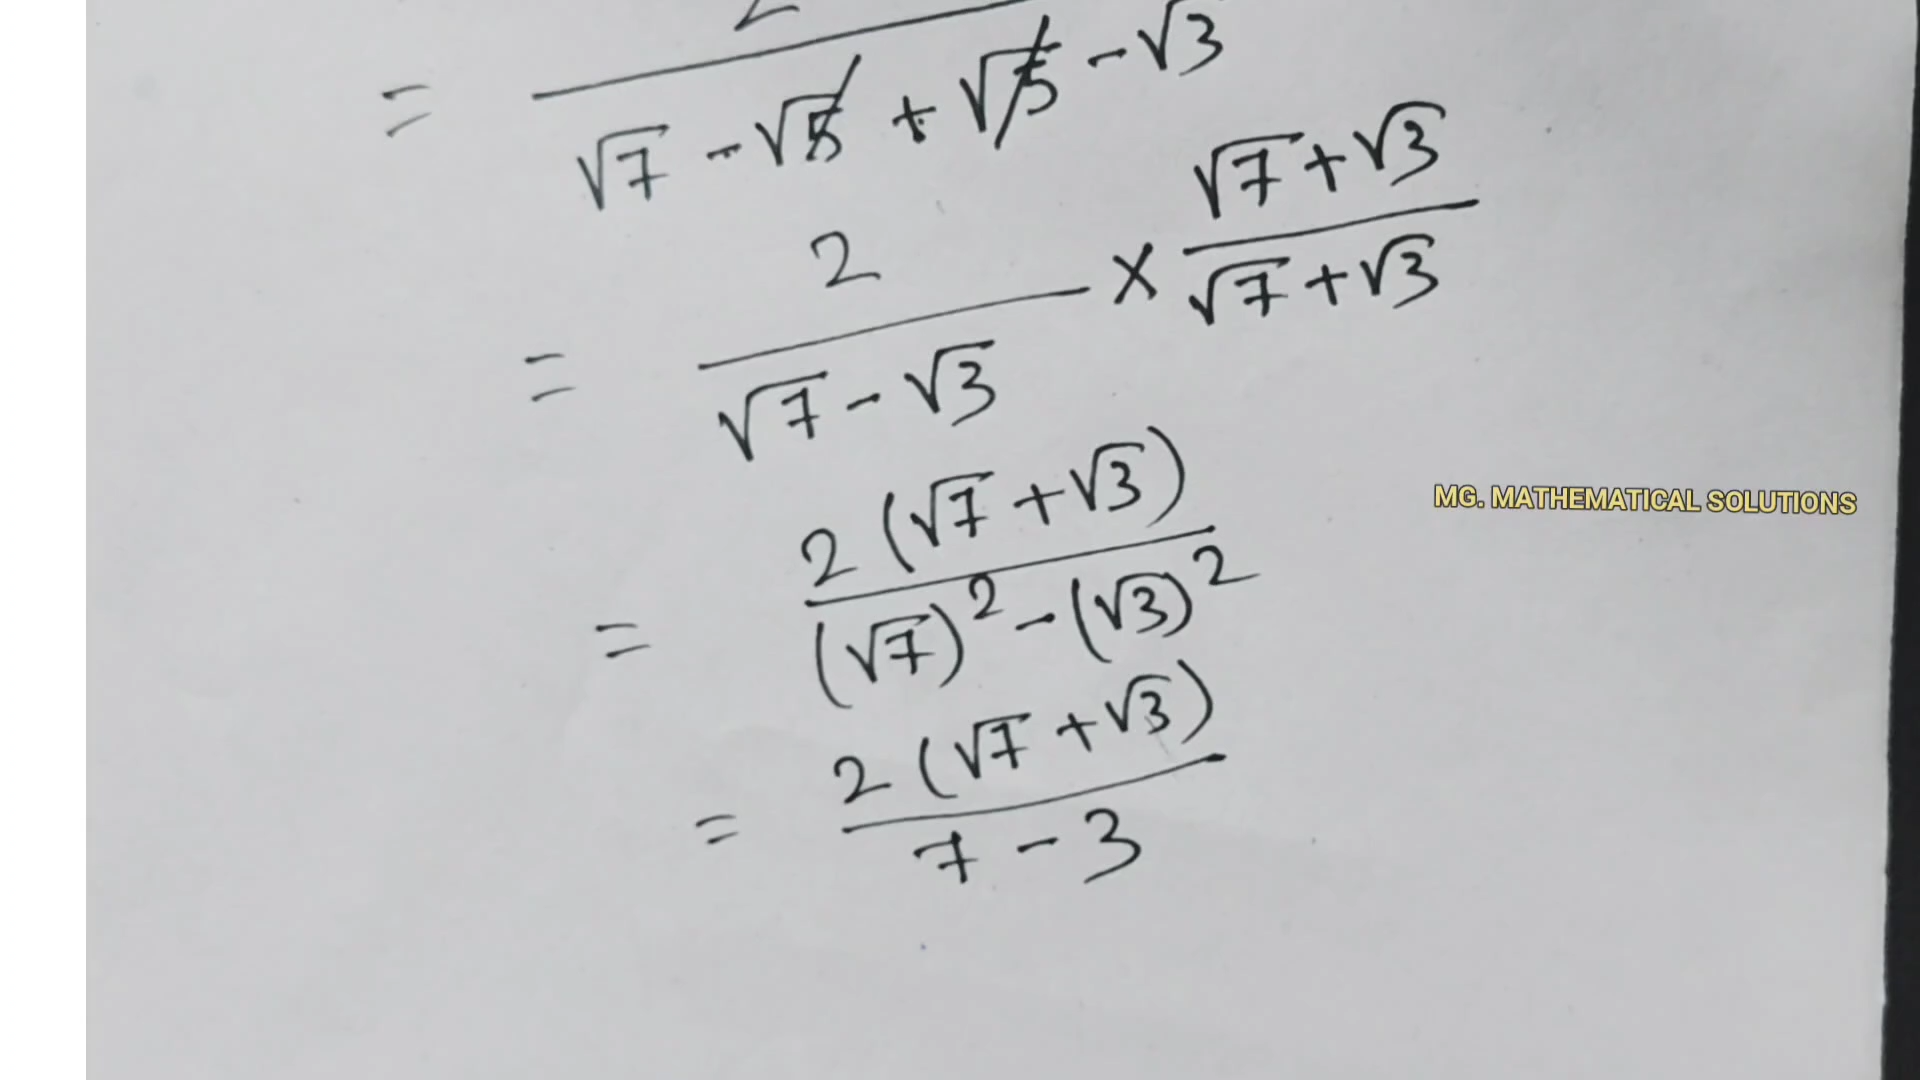 2
= ─────────
√7 - √5 + √5 - √3
= 2/(√7 - √3) × (√7 + √3)/(√7 + √3)
= 2(√7 + √3)/((√7)² - (√3)²)
MG. MATHEMATICAL SOLUTIONS
= 2(√7 + √3)/(7 - 3)